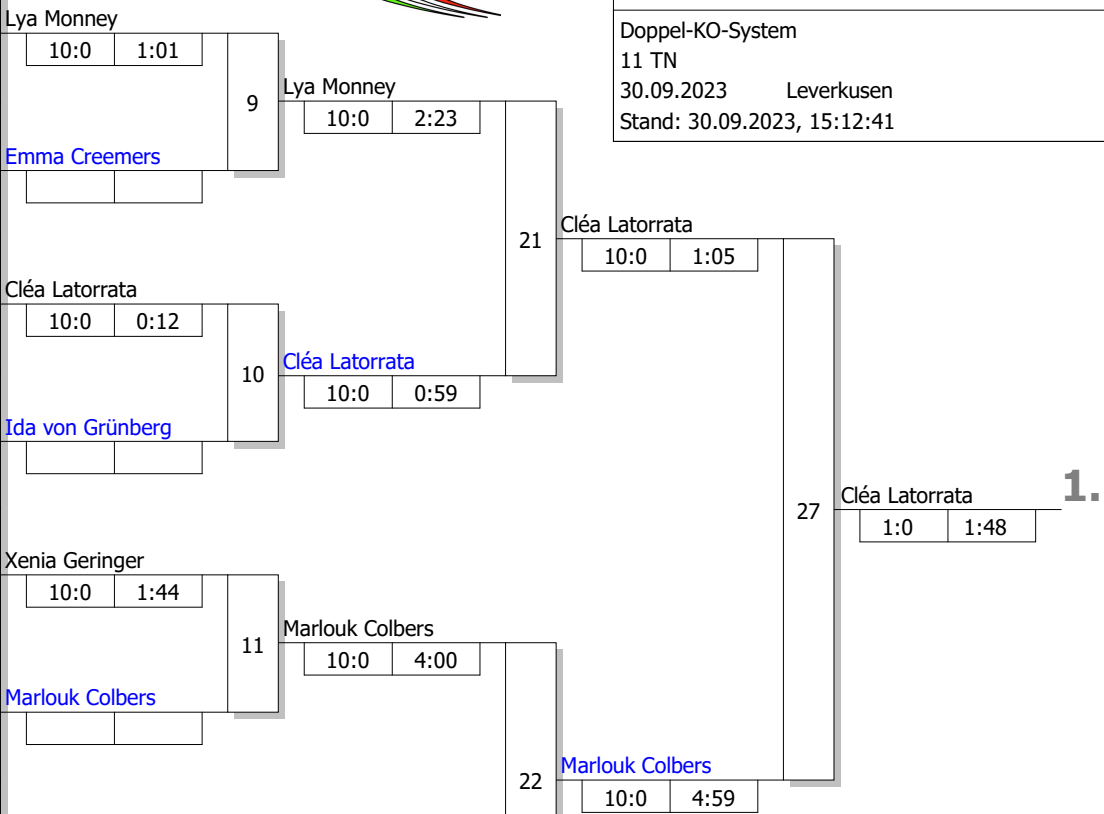 Lya Monney
10:0 1:01
Doppel-KO-System
11 TN
30.09.2023 Leverkusen
Stand: 30.09.2023, 15:12:41
9
Lya Monney
10:0 2:23
Emma Creemers
21
Cléa Latorrata
10:0 1:05
Cléa Latorrata
10:0 0:12
10
Cléa Latorrata
10:0 0:59
Ida von Grünberg
27
Cléa Latorrata
1:0 1:48
1.
Xenia Geringer
10:0 1:44
11
Marlouk Colbers
10:0 4:00
Marlouk Colbers
22
Marlouk Colbers
10:0 4:59